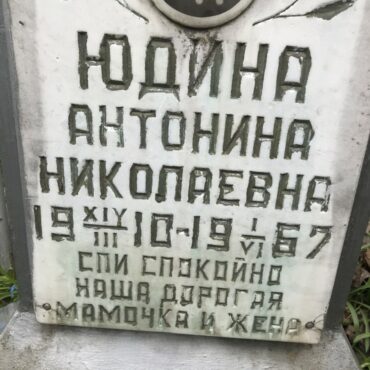 ЮДИНА
АНТОНИНА
НИКОЛАЕВНА
19 XIV/III 10-19 I/VI 67
СПИ СПОКОЙНО
НАША ДОРОГАЯ
МАМОЧКА И ЖЕНА